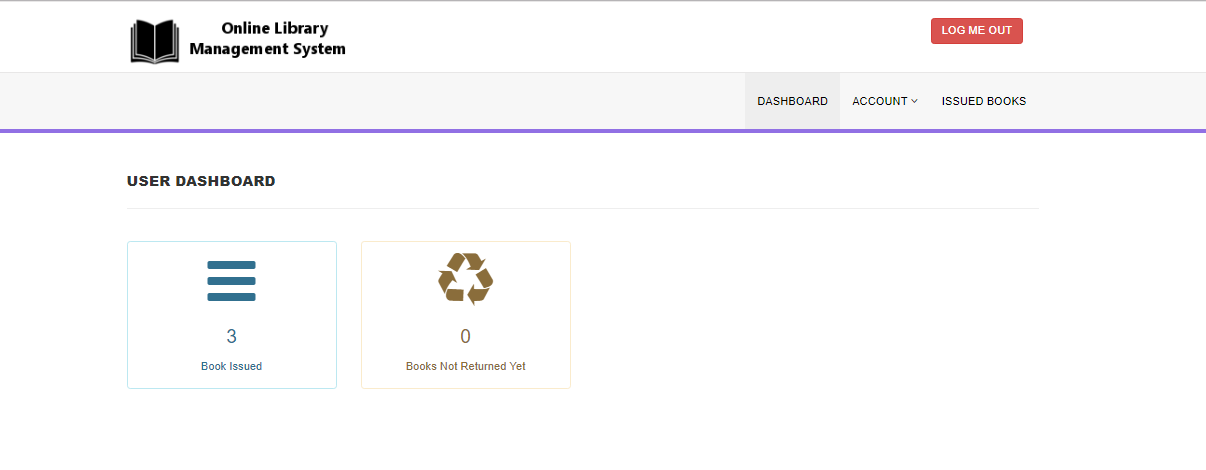 Online Library
Management System
LOG ME OUT
DASHBOARD ACCOUNT ISSUED BOOKS
USER DASHBOARD
3
Book Issued
0
Books Not Returned Yet